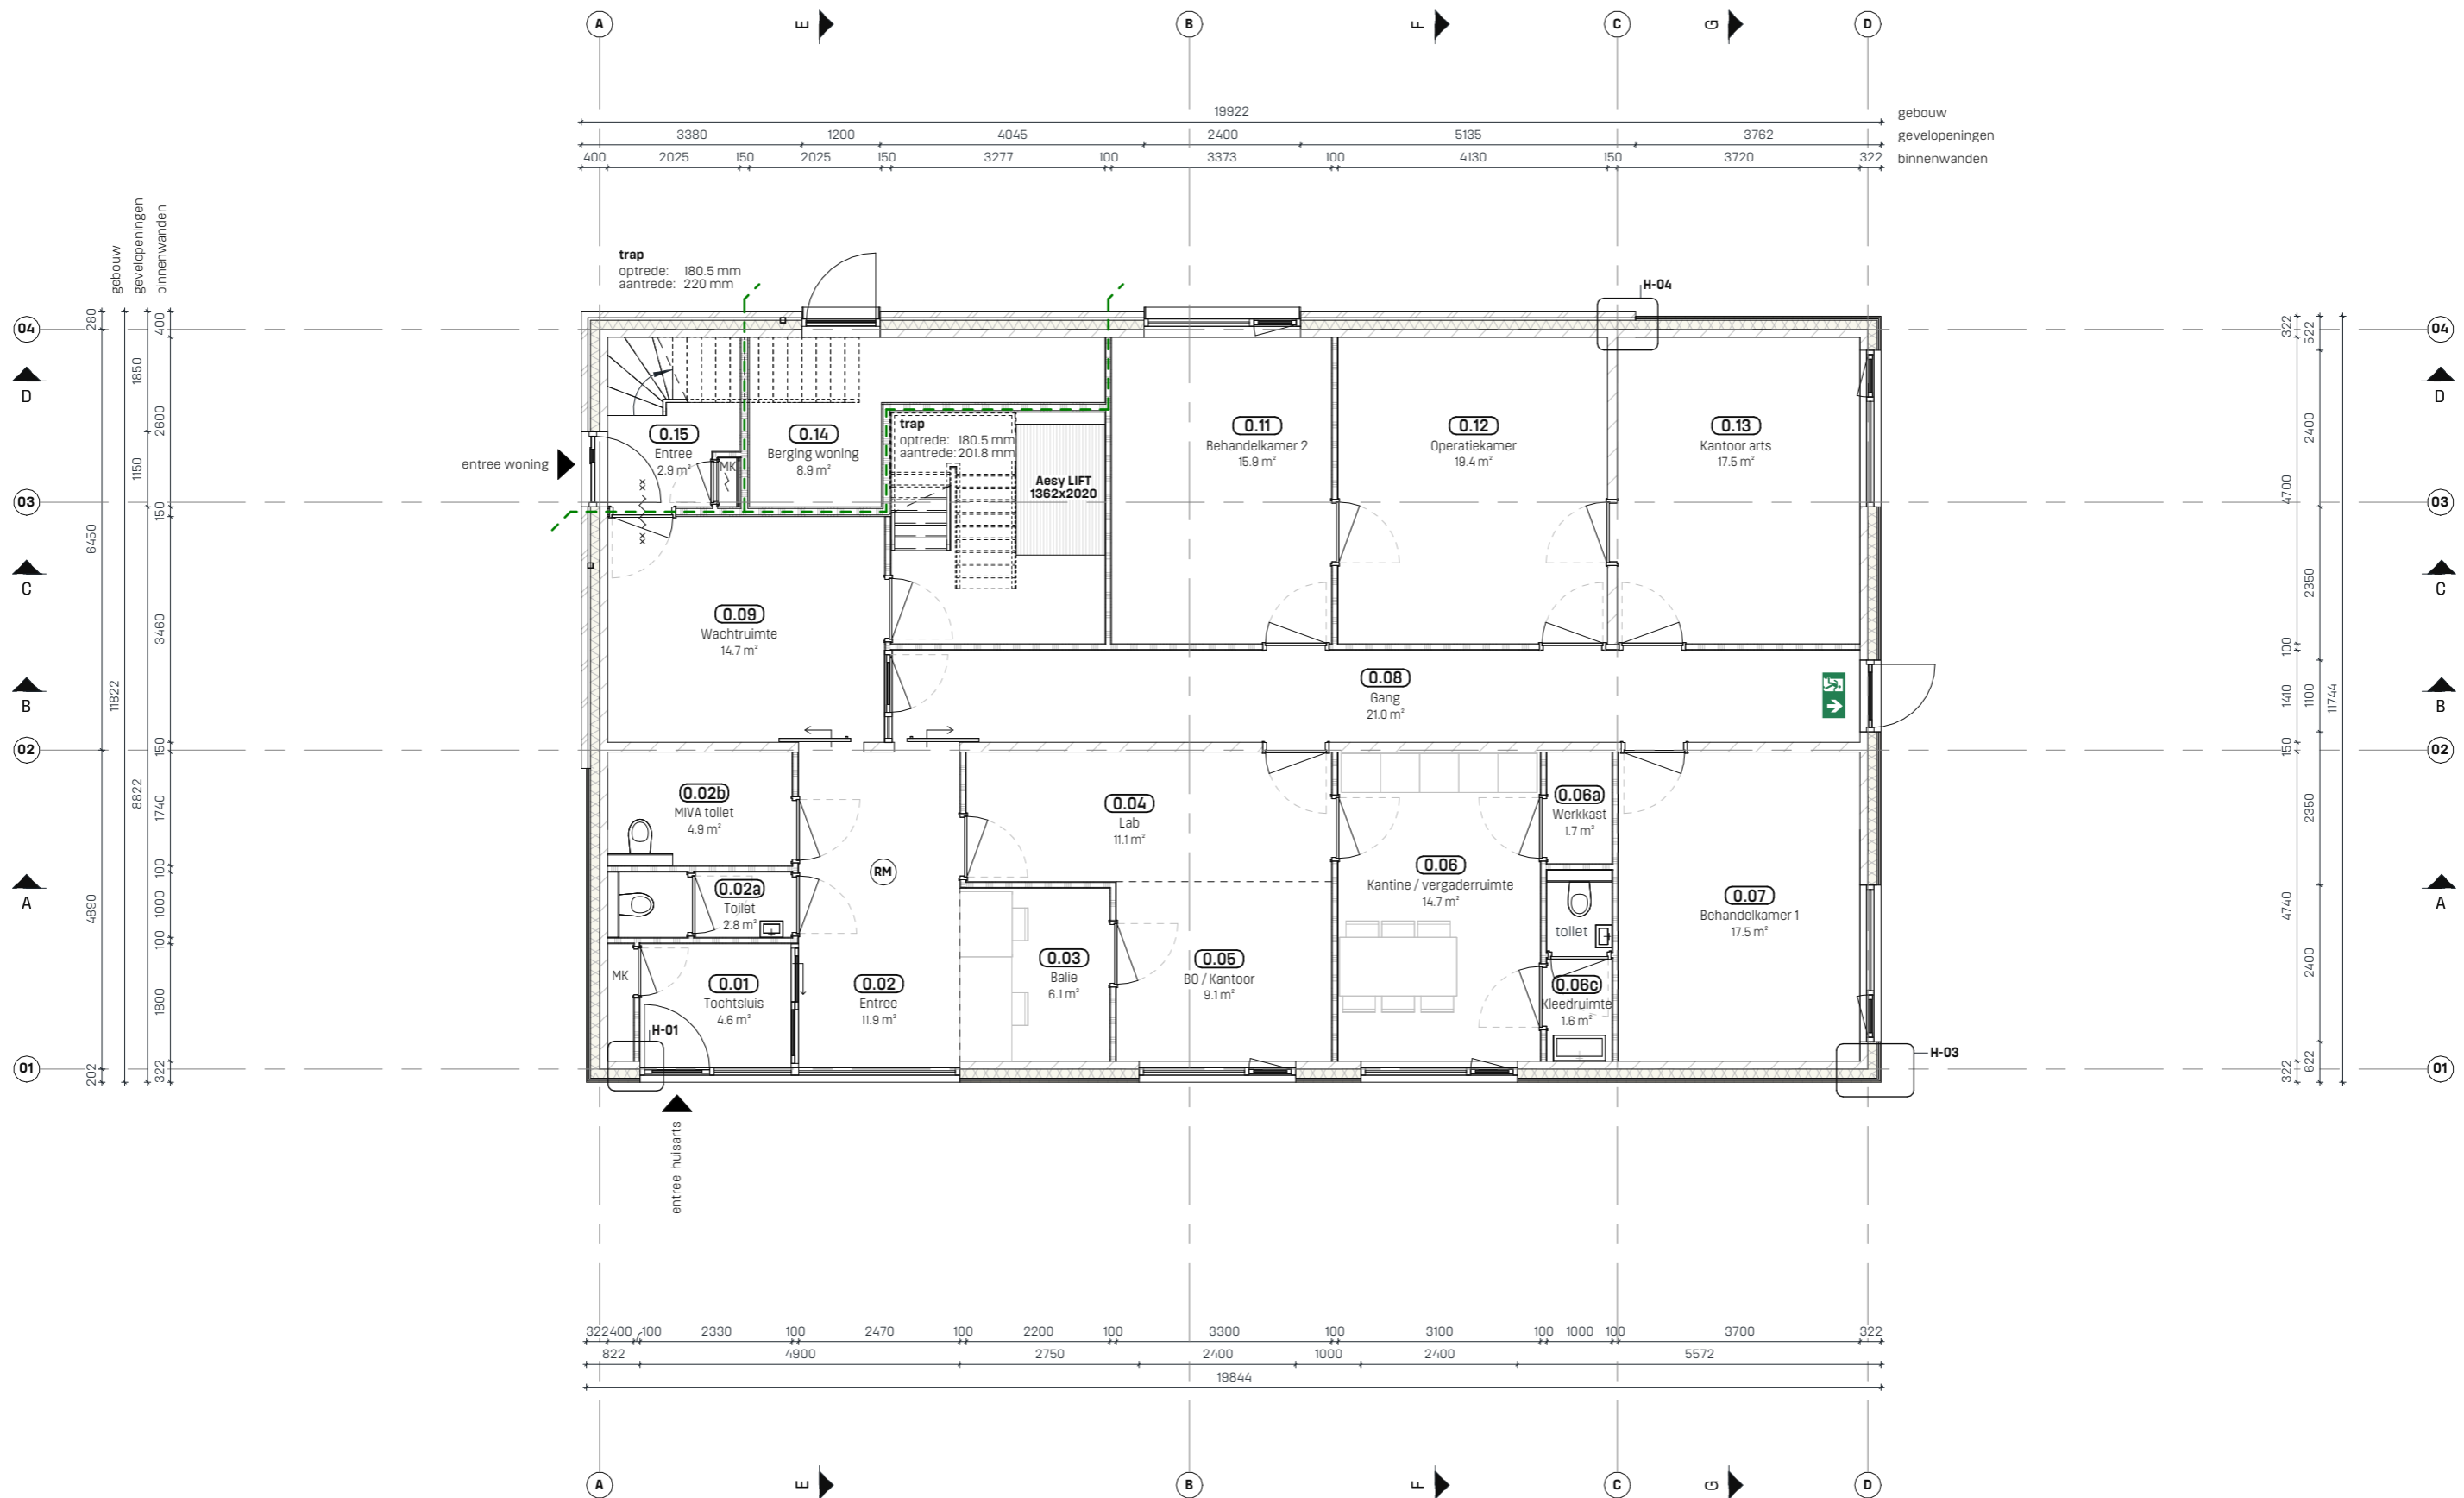 A
E
B
F
C
G
D
19922
gebouw
3380
1200
4045
2400
5135
3762
gevelopeningen
400
2025
150
2025
150
3277
100
3373
100
4130
150
3720
322
binnenwanden
gebouw
gevelopeningen
binnenwanden
trap
optrede: 180.5 mm
aantrede: 220 mm
H-04
04
280
400
322
522
04
D
1850
2600
2400
D
0.15
Entree
2.9 m²
MK
0.14
Berging woning
8.9 m²
trap
optrede: 180.5 mm
aantrede: 201.8 mm
Aesy LIFT
1362x2020
0.11
Behandelkamer 2
15.9 m²
0.12
Operatiekamer
19.4 m²
0.13
Kantoor arts
17.5 m²
entree woning
1150
03
150
4700
03
6450
C
2350
C
3460
0.09
Wachtruimte
14.7 m²
100
0.08
Gang
21.0 m²
B
11822
1410
1100
11744
B
02
150
150
02
8822
1740
2350
0.02b
MIVA toilet
4.9 m²
0.04
Lab
11.1 m²
0.06a
Werkkast
1.7 m²
RM
0.06
Kantine / vergaderruimte
14.7 m²
A
4890
100
1000
100
4740
A
0.02a
Toilet
2.8 m²
0.07
Behandelkamer 1
17.5 m²
toilet
MK
0.01
Tochtsluis
4.6 m²
0.02
Entree
11.9 m²
0.03
Balie
6.1 m²
0.05
BO / Kantoor
9.1 m²
0.06c
Kleedruimte
1.6 m²
1800
2400
H-01
H-03
01
202
322
322
622
01
entree huisarts
322
400
100
2330
100
2470
100
2200
100
3300
100
3100
100
1000
100
3700
322
822
4900
2750
2400
1000
2400
5572
19844
A
E
B
F
C
G
D